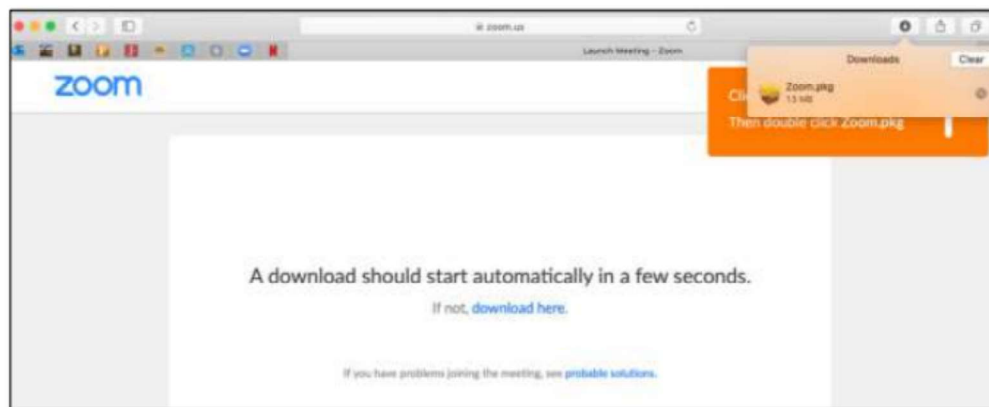 zoom.us
Launch Meeting - Zoom
Downloads
Clear
zoom
Zoom.pkg
Then double click Zoom.pkg
A download should start automatically in a few seconds.
If not, download here.
If you have problems joining the meeting, see probable solutions.